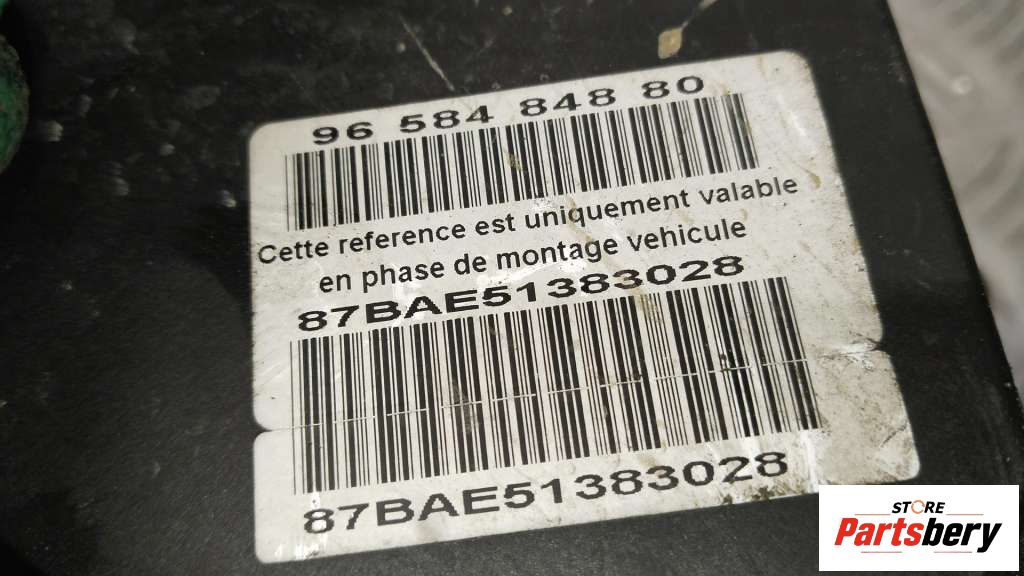 96 584 848 80
Cette reference est uniquement valable
en phase de montage vehicule
87BAE51383028
87BAE51383028
STORE
Partsbery